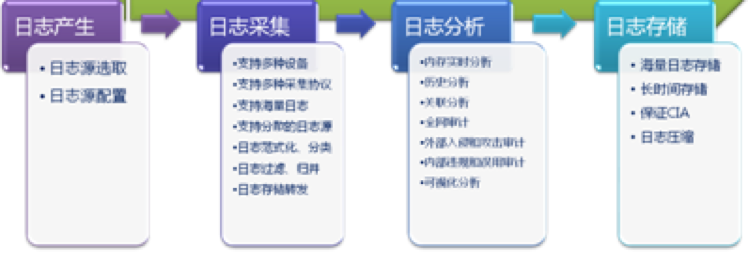 日志产生
• 日志源选取
• 日志源配置
日志采集
•支持多种设备
•支持多种采集协议
•支持海量日志
•支持分散的日志源
•日志范式化、分类
•日志过滤、归并
•日志存储转发
日志分析
•内存实时分析
•历史分析
•关联分析
•全网审计
•外部入侵和攻击审计
•内部违规和误用审计
•可视化分析
日志存储
• 海量日志存储
• 长时间存储
• 保证CIA
• 日志压缩